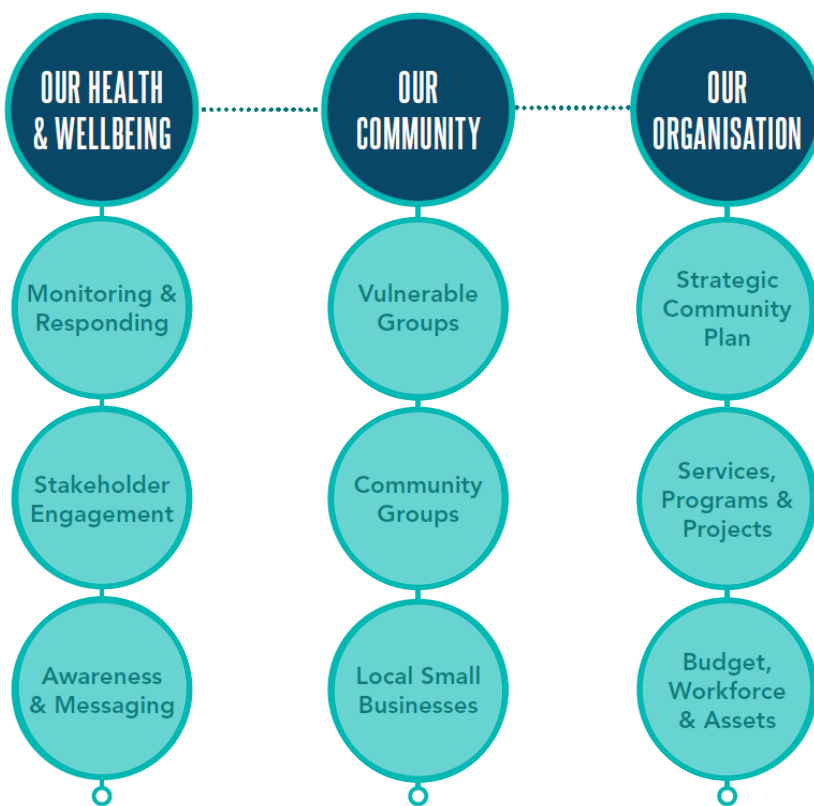 OUR HEALTH
& WELLBEING
Monitoring &
Responding
Stakeholder
Engagement
Awareness
& Messaging
OUR
COMMUNITY
Vulnerable
Groups
Community
Groups
Local Small
Businesses
OUR
ORGANISATION
Strategic
Community
Plan
Services,
Programs &
Projects
Budget,
Workforce
& Assets